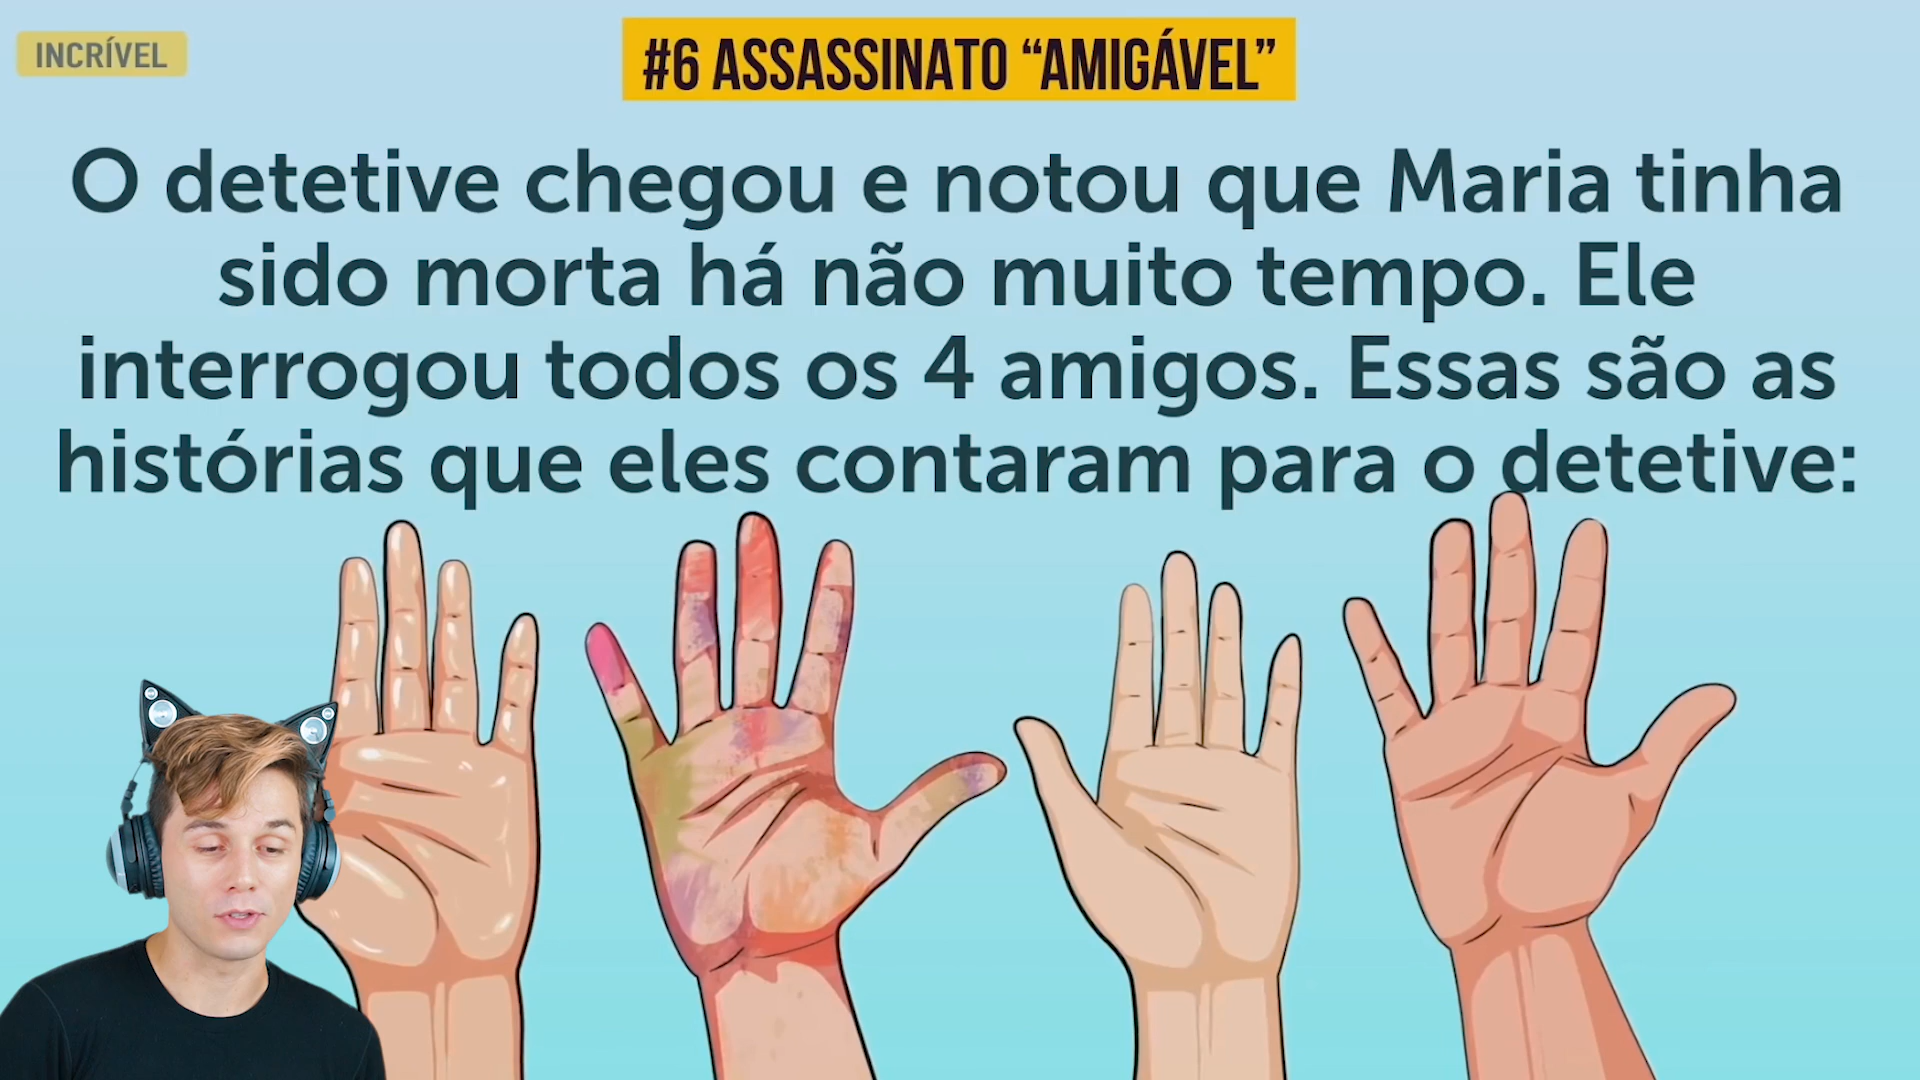 INCRÍVEL
#6 ASSASSINATO “AMIGÁVEL”
O detetive chegou e notou que Maria tinha
sido morta há não muito tempo. Ele
interrogou todos os 4 amigos. Essas são as
histórias que eles contaram para o detetive: